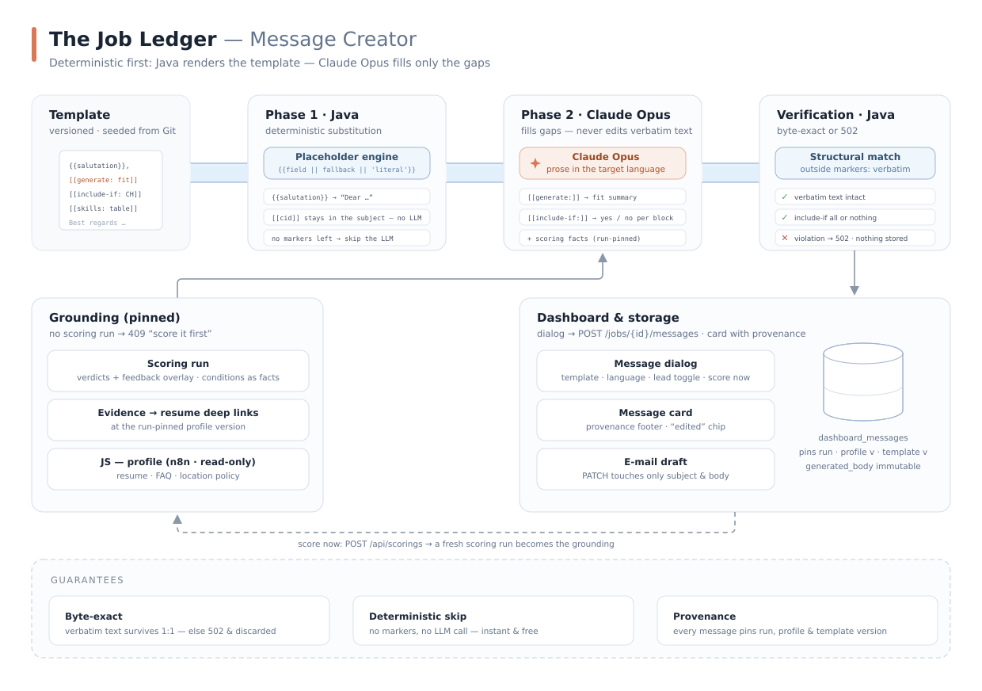 The Job Ledger — Message Creator
Deterministic first: Java renders the template — Claude Opus fills only the gaps
Template
versioned · seeded from Git
{{salutation}},
[[generate: fit]]
[[include-if: CH]]
[[skills: table]]
Best regards …
Phase 1 · Java
deterministic substitution
Placeholder engine
{{field || fallback || 'literal'}}
{{salutation}} → “Dear …”
[[cid]] stays in the subject — no LLM
no markers left → skip the LLM
Phase 2 · Claude Opus
fills gaps — never edits verbatim text
Claude Opus
prose in the target language
[[generate:]] → fit summary
[[include-if:]] → yes / no per block
+ scoring facts (run-pinned)
Verification · Java
byte-exact or 502
Structural match
outside markers: verbatim
✓ verbatim text intact
✓ include-if all or nothing
✕ violation → 502 · nothing stored
Grounding (pinned)
no scoring run → 409 “score it first”
Scoring run
verdicts + feedback overlay · conditions as facts
Evidence → resume deep links
at the run-pinned profile version
JS — profile (n8n · read-only)
resume · FAQ · location policy
Dashboard & storage
dialog → POST /jobs/{id}/messages · card with provenance
Message dialog
template · language · lead toggle · score now
Message card
provenance footer · “edited” chip
E-mail draft
PATCH touches only subject & body
dashboard_messages
pins run · profile v · template v
generated_body immutable
score now: POST /api/scorings → a fresh scoring run becomes the grounding
GUARANTEES
Byte-exact
verbatim text survives 1:1 — else 502 & discarded
Deterministic skip
no markers, no LLM call — instant & free
Provenance
every message pins run, profile & template version